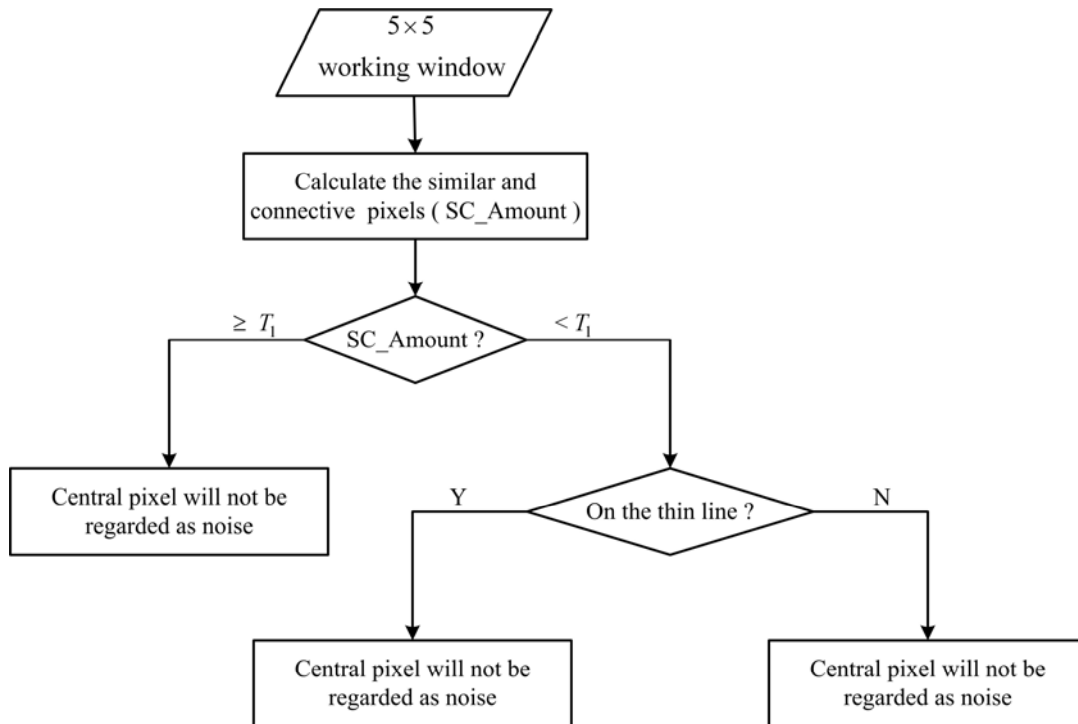 5×5
working window
Calculate the similar and
connective pixels ( SC_Amount )
≥ T₁
SC_Amount ?
< T₁
Central pixel will not be
regarded as noise
Y
On the thin line ?
N
Central pixel will not be
regarded as noise
Central pixel will not be
regarded as noise